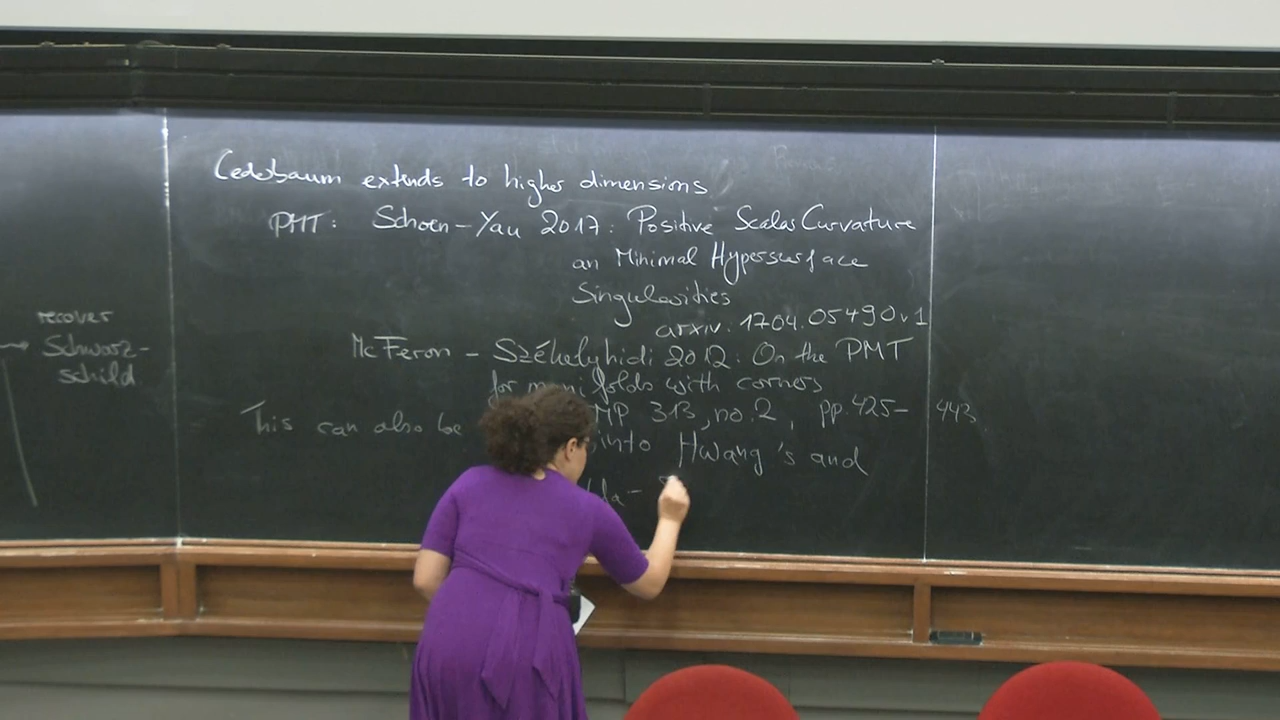 recover
Schwarz-
schild
Cederbaum extends to higher dimensions
PMT: Schoen-Yau 2017: Positive Scalar Curvature
an Minimal Hypersurface
Singularities
arxiv: 1704.05490v1
McFeron - Székelyhidi 2012: On the PMT
for manifolds with corners
MP 313, no.2, pp.425-443
This can also be into Hwang's and